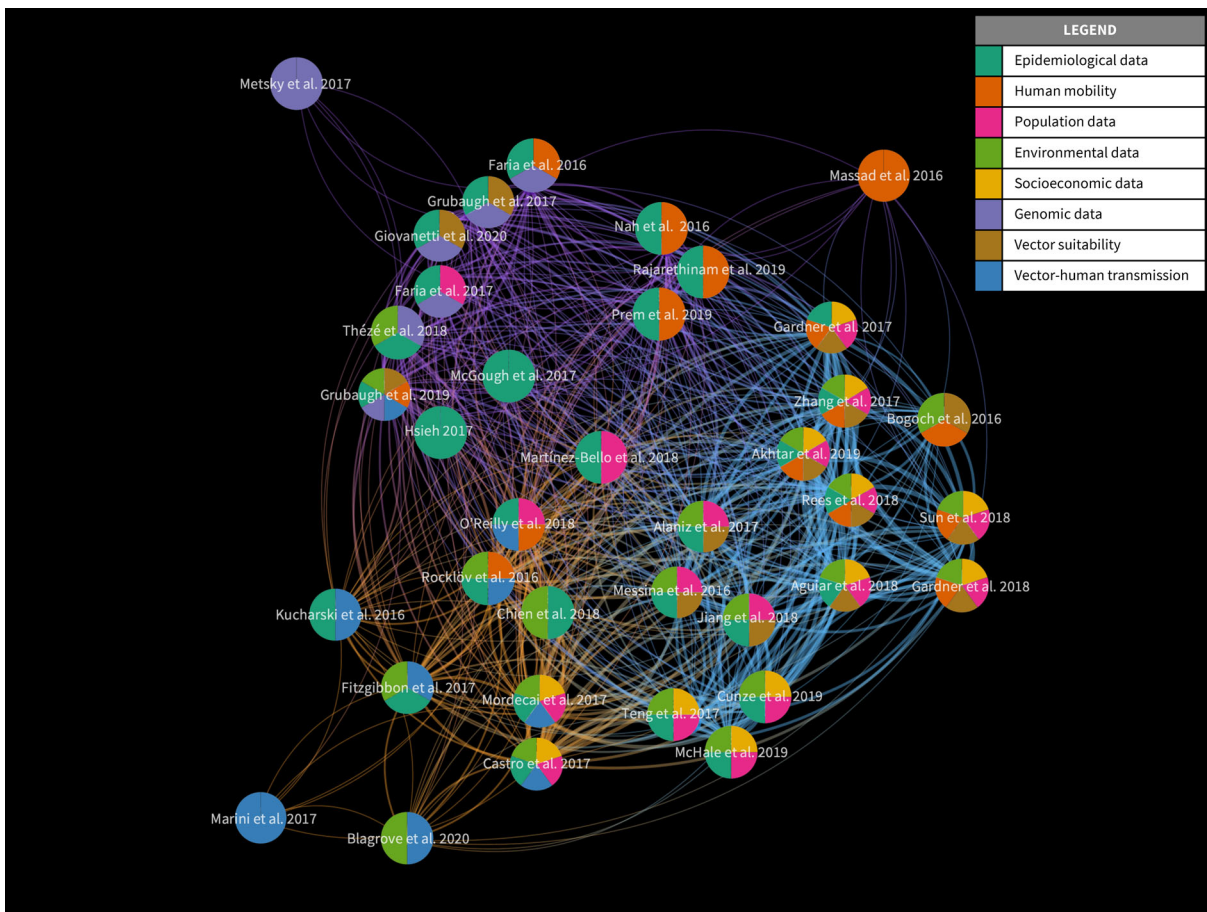 LEGEND
Epidemiological data
Human mobility
Population data
Environmental data
Socioeconomic data
Genomic data
Vector suitability
Vector-human transmission
Metsky et al. 2017
Faria et al. 2016
Massad et al. 2016
Grubaugh et al. 2017
Nah et al. 2016
Giovanetti et al. 2020
Rajarethinam et al. 2019
Faria et al. 2017
Prem et al. 2019
Gardner et al. 2017
Thézé et al. 2018
McGough et al. 2017
Grubaugh et al. 2019
Zhang et al. 2017
Bogoch et al. 2016
Hsieh 2017
Martínez-Bello et al. 2018
Akhtar et al. 2019
Rees et al. 2018
Sun et al. 2018
O'Reilly et al. 2018
Alaniz et al. 2017
Rocklöv et al. 2016
Messina et al. 2016
Aguiar et al. 2018
Gardner et al. 2018
Kucharski et al. 2016
Chien et al. 2018
Jiang et al. 2018
Fitzgibbon et al. 2017
Mordecai et al. 2017
Cunze et al. 2019
Teng et al. 2017
McHale et al. 2019
Castro et al. 2017
Marini et al. 2017
Blagrove et al. 2020